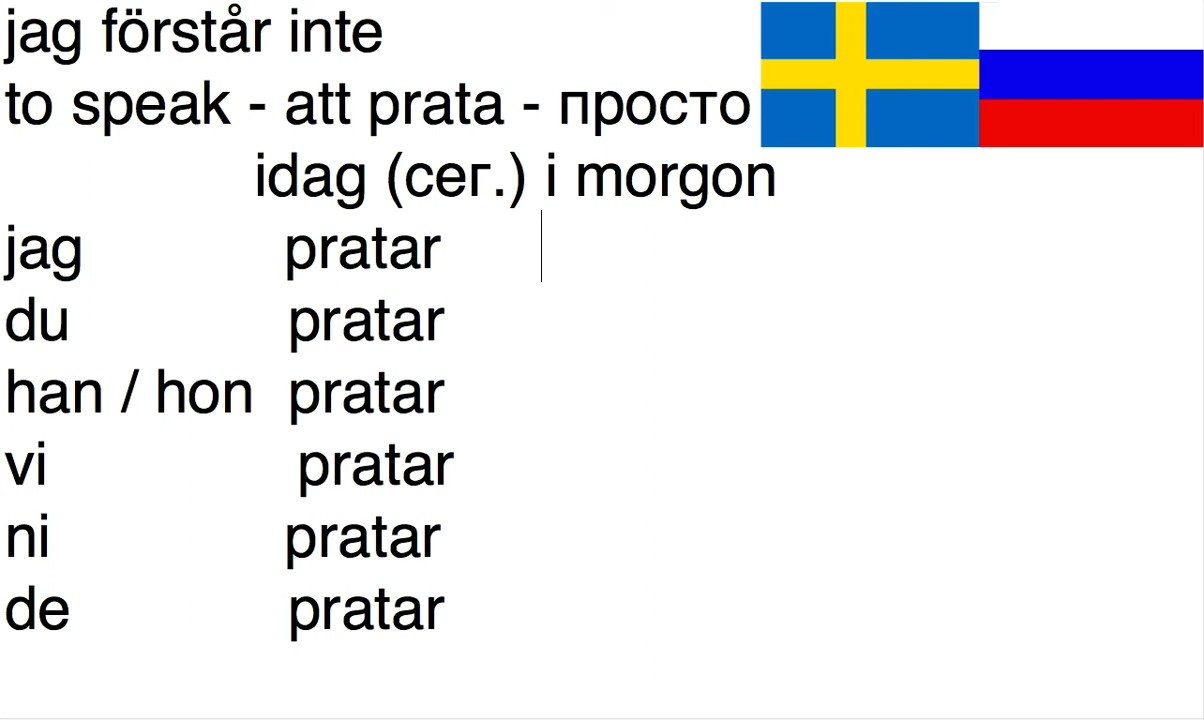 jag förstår inte
to speak - att prata - просто
idag (сег.) i morgon
jag pratar
du pratar
han / hon pratar
vi pratar
ni pratar
de pratar